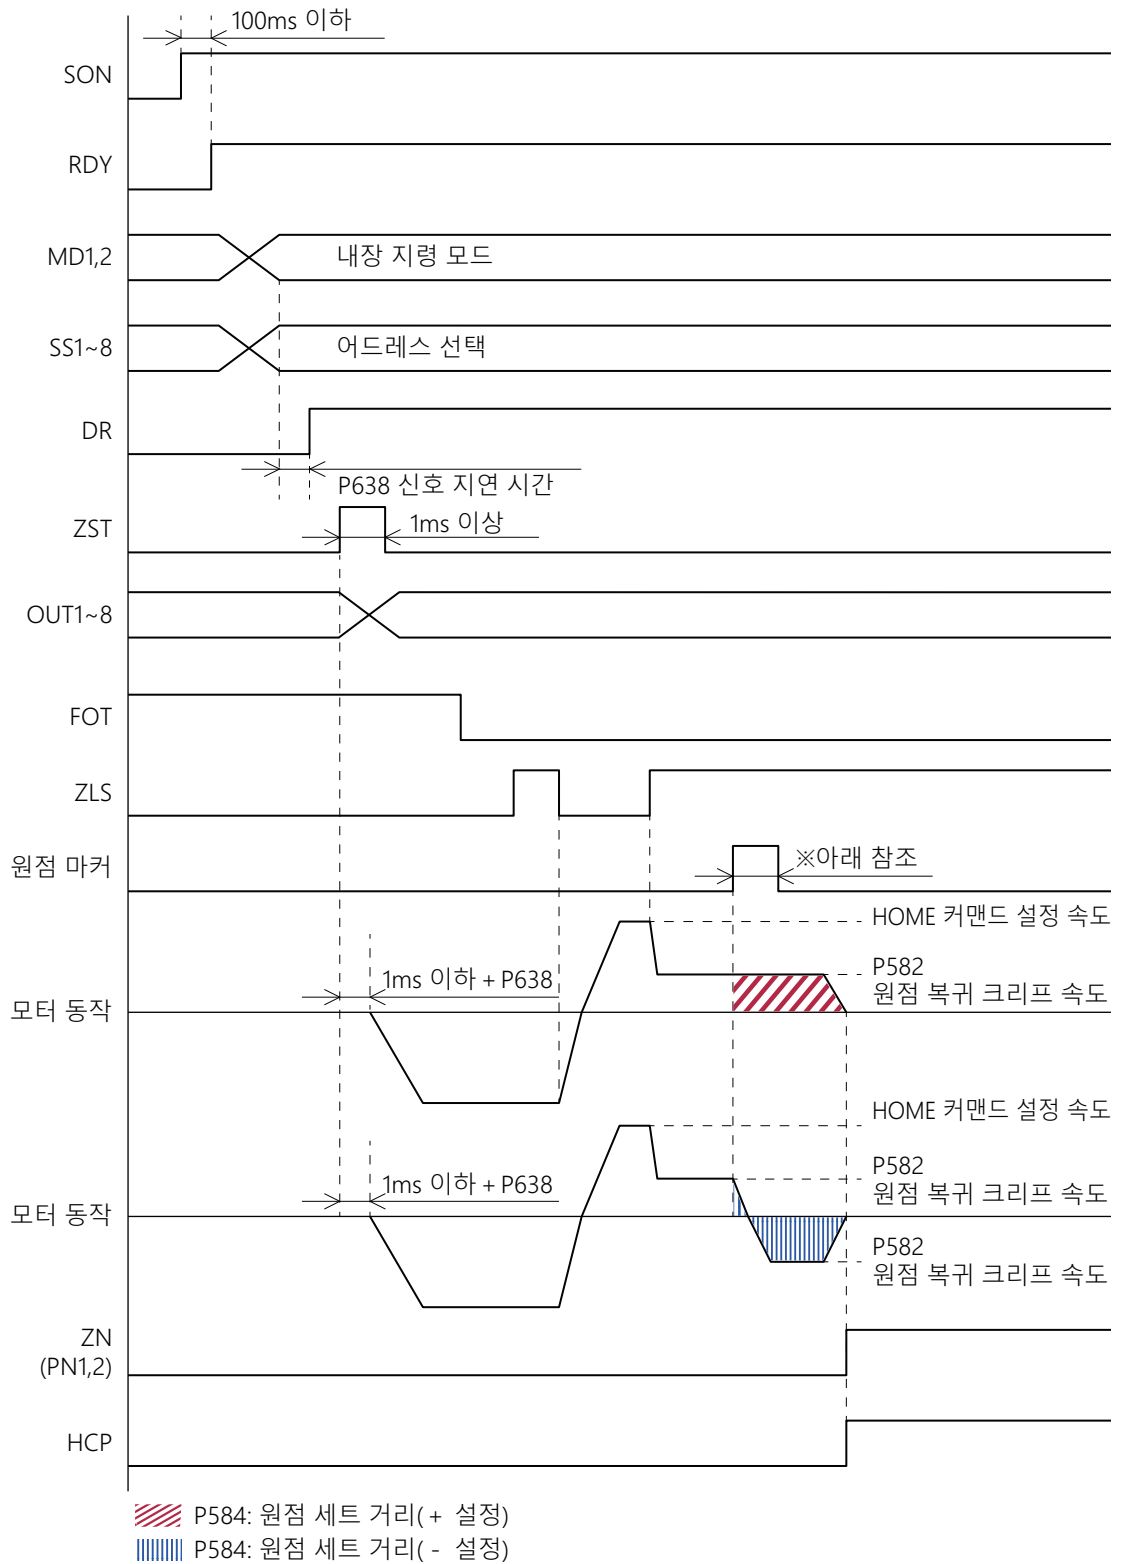 100ms 이하
SON
RDY
MD1,2
내장 지령 모드
SS1~8
어드레스 선택
DR
P638 신호 지연 시간
ZST
1ms 이상
OUT1~8
FOT
ZLS
원점 마커
※아래 참조
HOME 커맨드 설정 속도
1ms 이하 + P638
P582
원점 복귀 크리프 속도
모터 동작
HOME 커맨드 설정 속도
1ms 이하 + P638
P582
원점 복귀 크리프 속도
모터 동작
P582
원점 복귀 크리프 속도
ZN
(PN1,2)
HCP
P584: 원점 세트 거리( + 설정)
P584: 원점 세트 거리( - 설정)